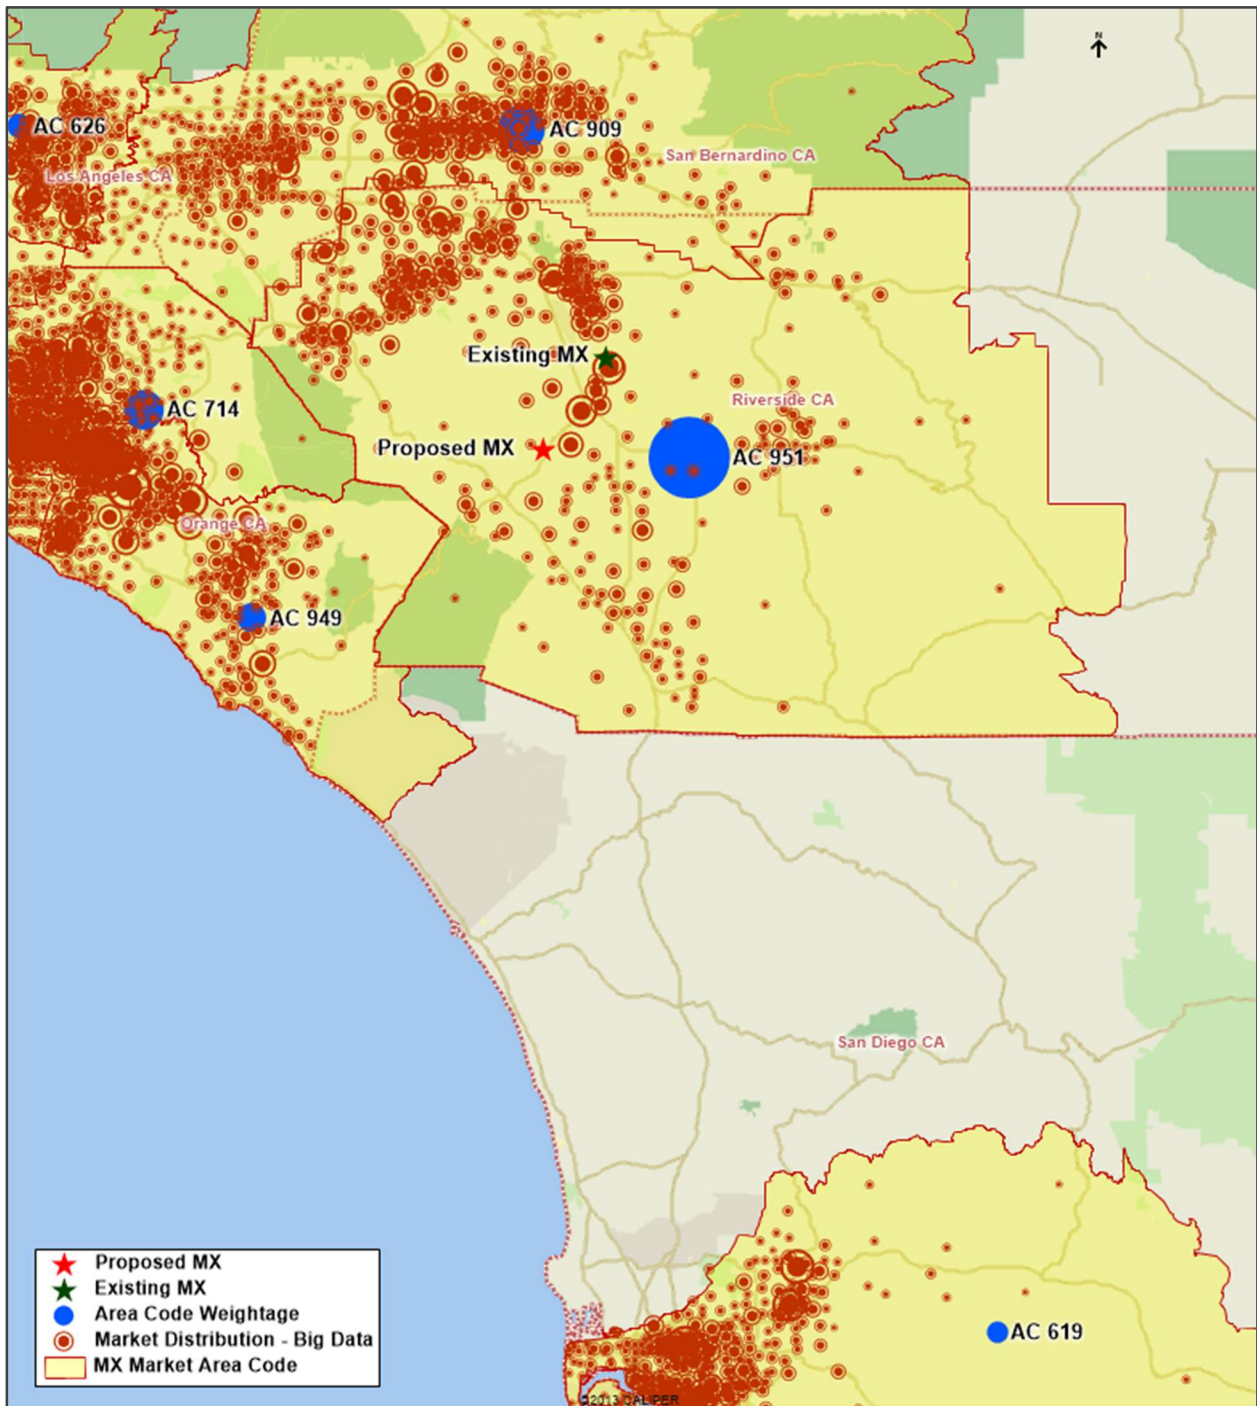 N
AC 626
AC 909
San Bernardino CA
Los Angeles CA
Existing MX
Riverside CA
AC 714
Proposed MX
AC 951
Orange CA
AC 949
San Diego CA
Proposed MX
Existing MX
Area Code Weightage
Market Distribution - Big Data
MX Market Area Code
AC 619
©2013 CALIPER